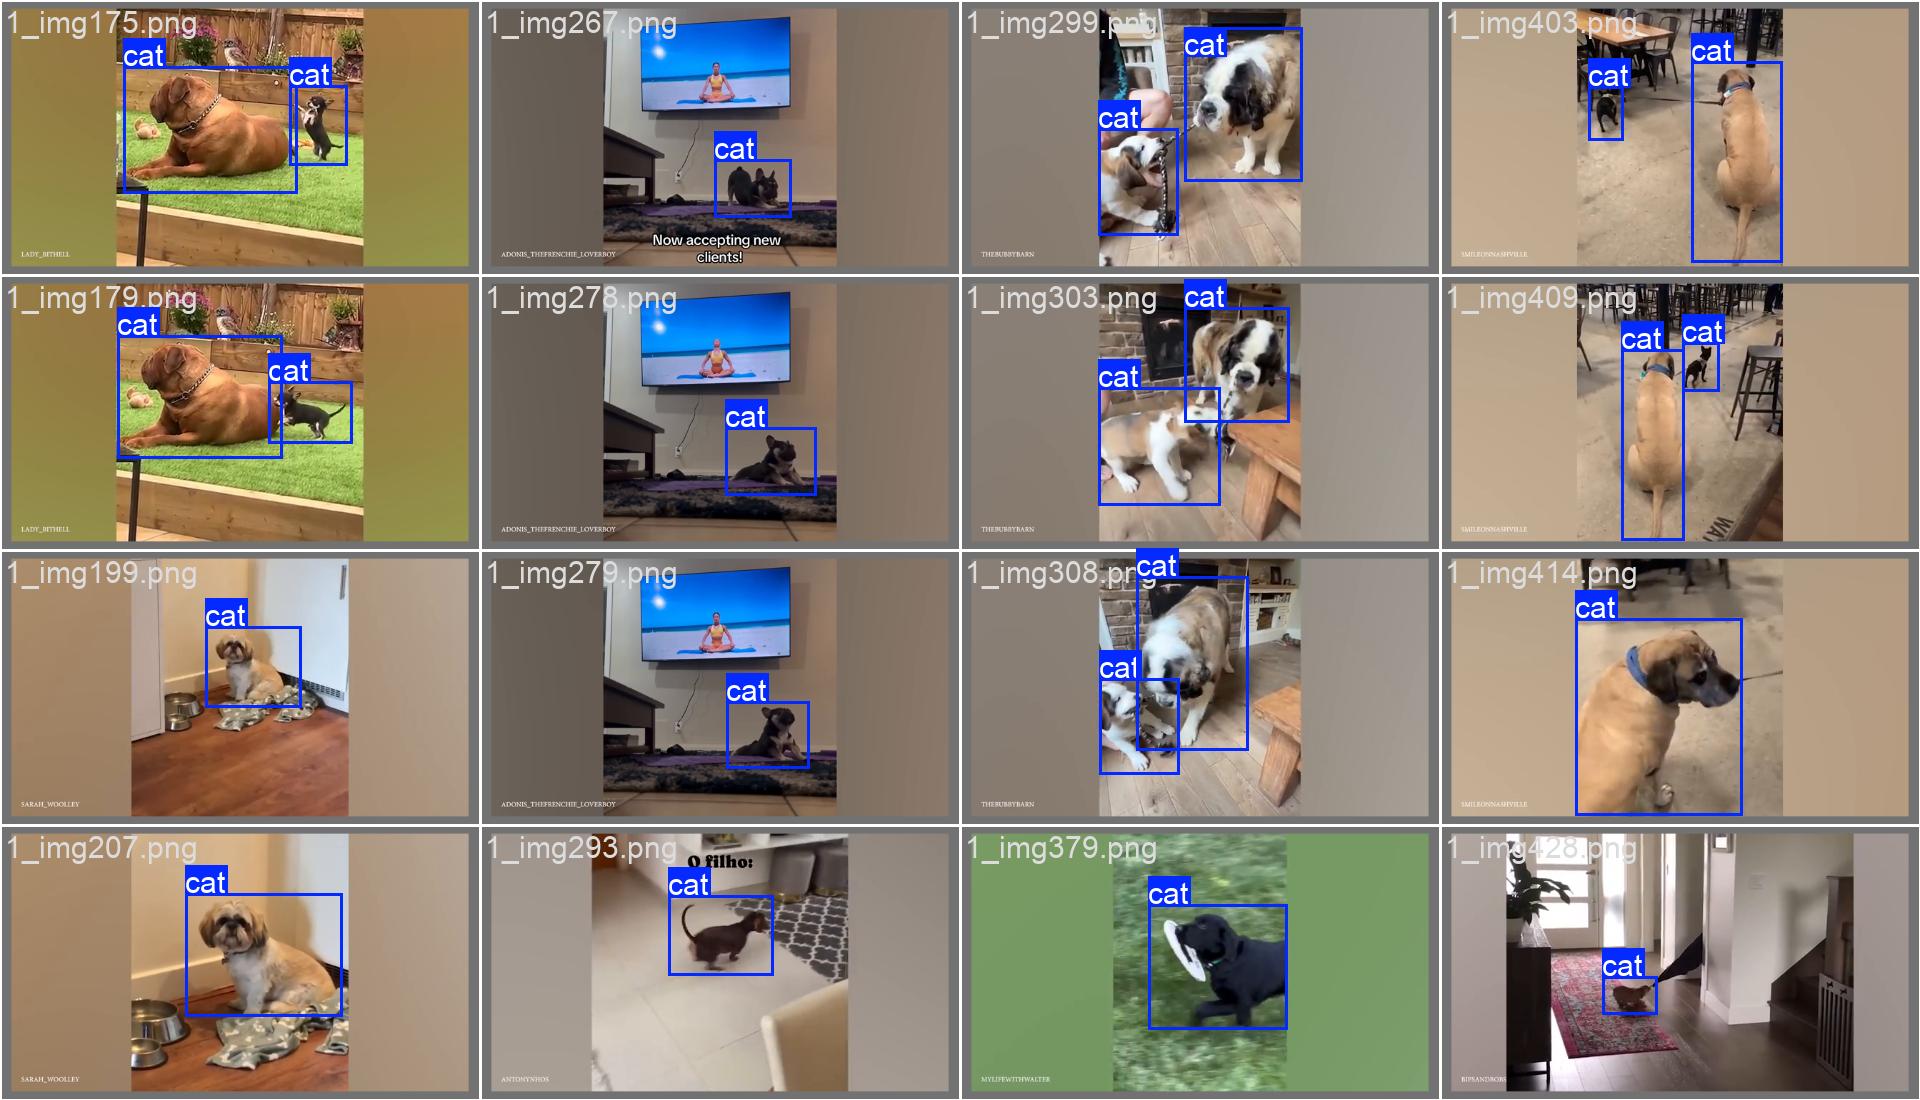 1_img175.png
cat
cat
LADY_BITHELL
1_img267.png
cat
Now accepting new
clients!
ADONIS_THEFRENCHIE_LOVERBOY
1_img299.png
cat
cat
THEBUBBYBARN
1_img403.png
cat
cat
SMILEONNASHVILLE
1_img179.png
cat
cat
LADY_BITHELL
1_img278.png
cat
ADONIS_THEFRENCHIE_LOVERBOY
1_img303.png
cat
cat
THEBUBBYBARN
1_img409.png
cat
cat
WA
SMILEONNASHVILLE
1_img199.png
cat
SARAH_WOOLLEY
1_img279.png
cat
ADONIS_THEFRENCHIE_LOVERBOY
1_img308.png
cat
cat
THEBUBBYBARN
1_img414.png
cat
SMILEONNASHVILLE
1_img207.png
cat
SARAH_WOOLLEY
1_img293.png
O filho:
cat
ANTONYNHOS
1_img379.png
cat
MYLIFEWITHWALTER
1_img428.png
cat